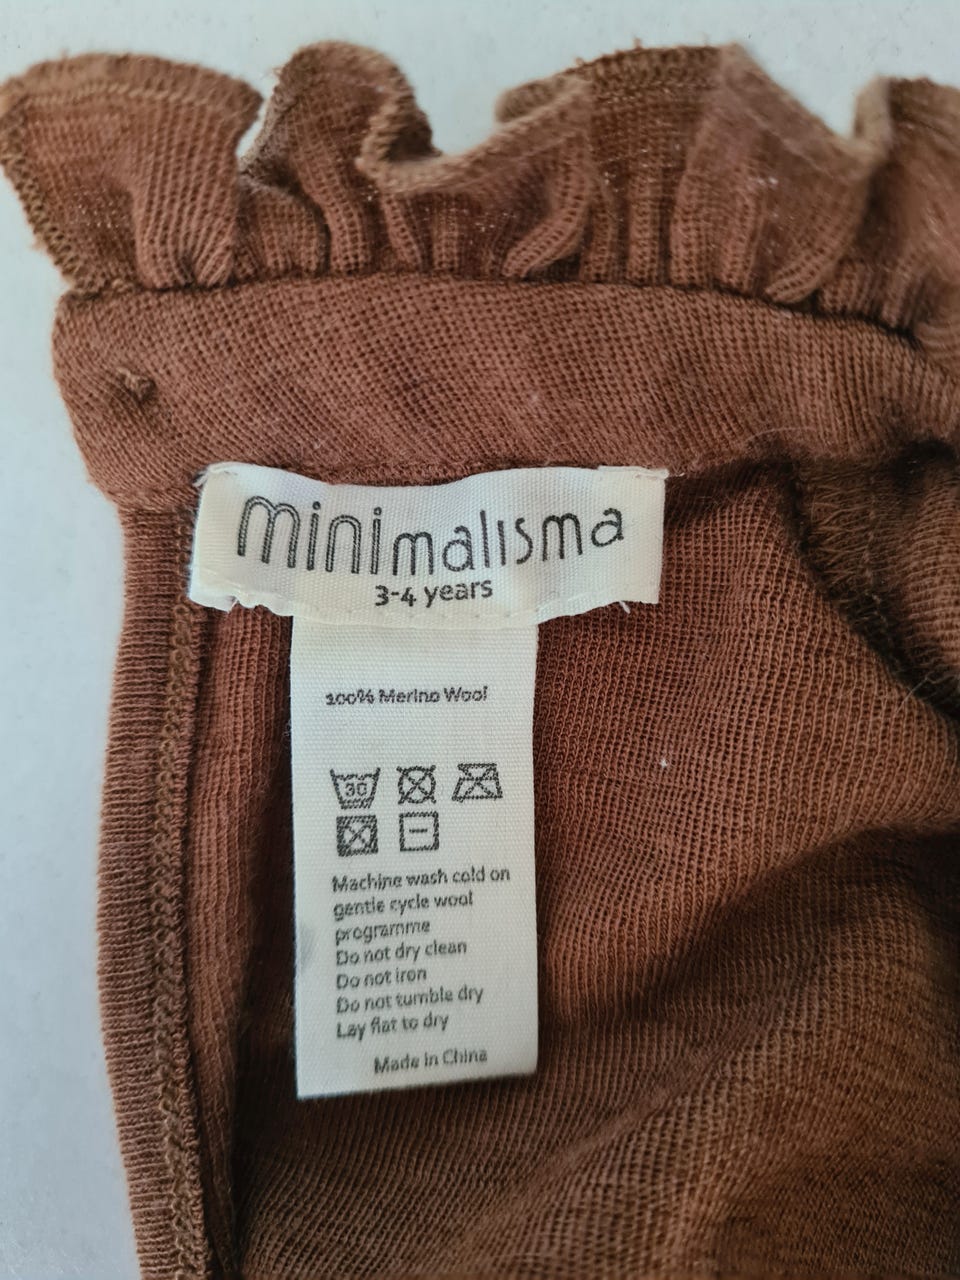 minimalisma
3-4 years
100% Merino Wool
30
Machine wash cold on
gentle cycle wool
programme
Do not dry clean
Do not iron
Do not tumble dry
Lay flat to dry
Made in China